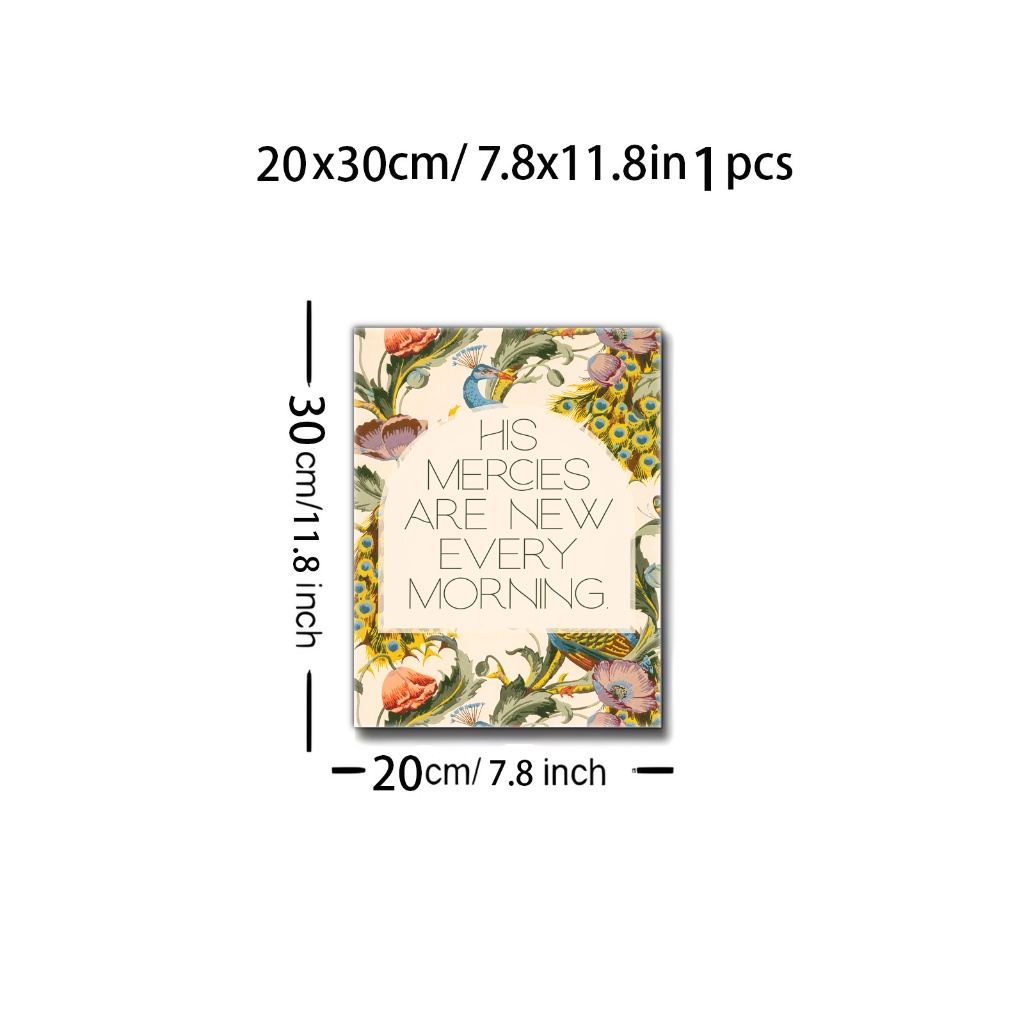 20x30cm/ 7.8x11.8in 1 pcs
HIS
MERCIES
ARE NEW
EVERY
MORNING.
30cm/11.8 inch
20cm/ 7.8 inch